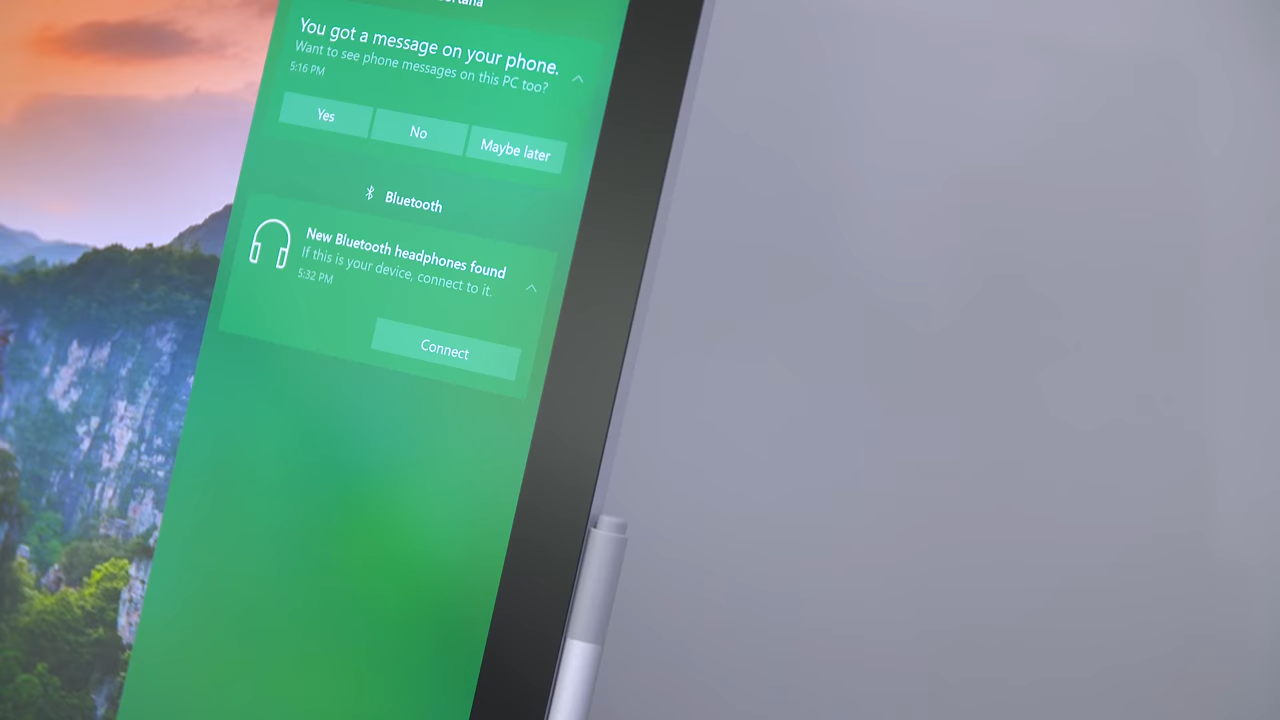 You got a message on your phone.
Want to see phone messages on this PC too?
5:16 PM
Yes
No
Maybe later
Bluetooth
New Bluetooth headphones found
If this is your device, connect to it.
5:32 PM
Connect